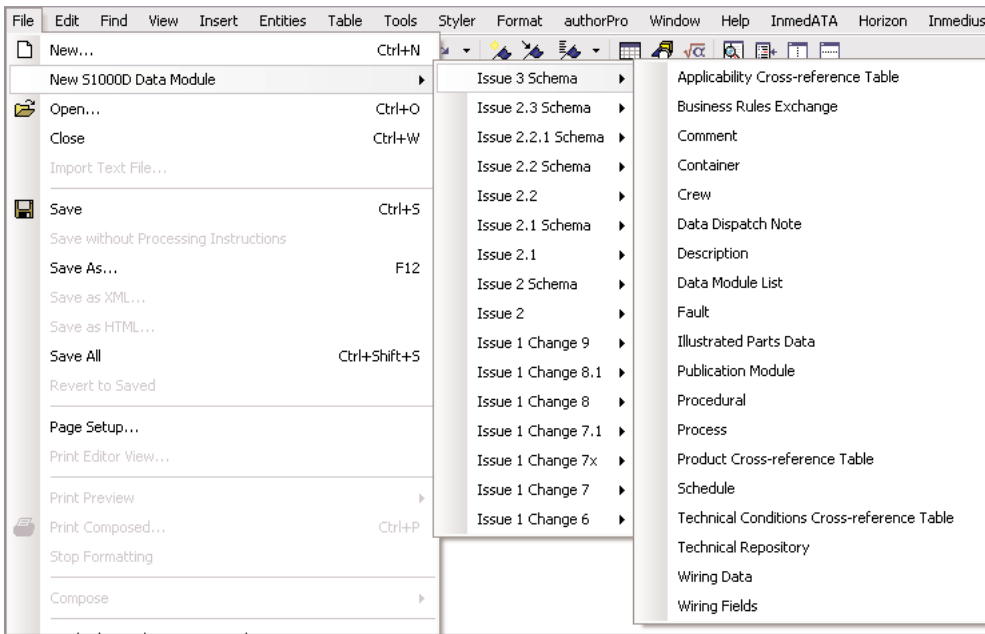 File Edit Find View Insert Entities Table Tools Styler Format authorPro Window Help InmedATA Horizon Inmedius
New... Ctrl+N
New S1000D Data Module
Open... Ctrl+O
Close Ctrl+W
Import Text File...
Save Ctrl+S
Save without Processing Instructions
Save As... F12
Save as XML...
Save as HTML...
Save All Ctrl+Shift+S
Revert to Saved
Page Setup...
Print Editor View...
Print Preview
Print Composed... Ctrl+P
Stop Formatting
Compose
Issue 3 Schema
Issue 2.3 Schema
Issue 2.2.1 Schema
Issue 2.2 Schema
Issue 2.2
Issue 2.1 Schema
Issue 2.1
Issue 2 Schema
Issue 2
Issue 1 Change 9
Issue 1 Change 8.1
Issue 1 Change 8
Issue 1 Change 7.1
Issue 1 Change 7x
Issue 1 Change 7
Issue 1 Change 6
Applicability Cross-reference Table
Business Rules Exchange
Comment
Container
Crew
Data Dispatch Note
Description
Data Module List
Fault
Illustrated Parts Data
Publication Module
Procedural
Process
Product Cross-reference Table
Schedule
Technical Conditions Cross-reference Table
Technical Repository
Wiring Data
Wiring Fields